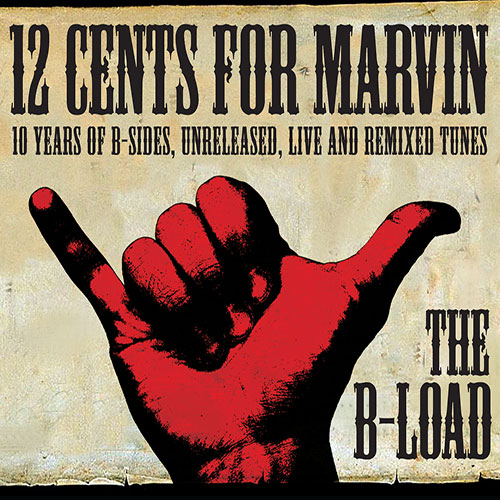 12 CENTS FOR MARVIN
10 YEARS OF B-SIDES, UNRELEASED, LIVE AND REMIXED TUNES
THE
B-LOAD